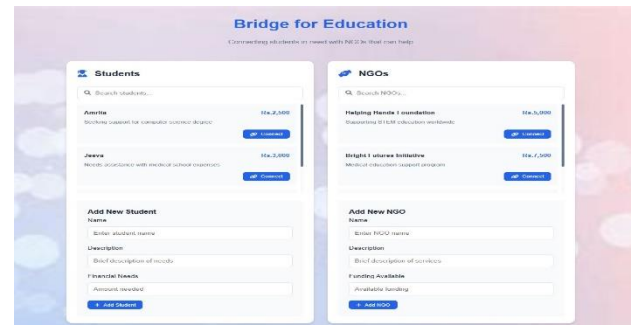 Bridge for Education
Connecting students in need with NGOs that can help
Students
Search students...
Amrita
Rs.2,500
Seeking support for computer science degree
Connect
Jeeva
Rs.3,000
Needs assistance with medical school expenses
Connect
Add New Student
Name
Enter student name
Description
Brief description of needs
Financial Needs
Amount needed
+ Add Student
NGOs
Search NGOs...
Helping Hands Foundation
Rs.5,000
Supporting STEM education worldwide
Connect
Bright Futures Initiative
Rs.7,500
Medical education support program
Connect
Add New NGO
Name
Enter NGO name
Description
Brief description of services
Funding Available
Available funding
+ Add NGO